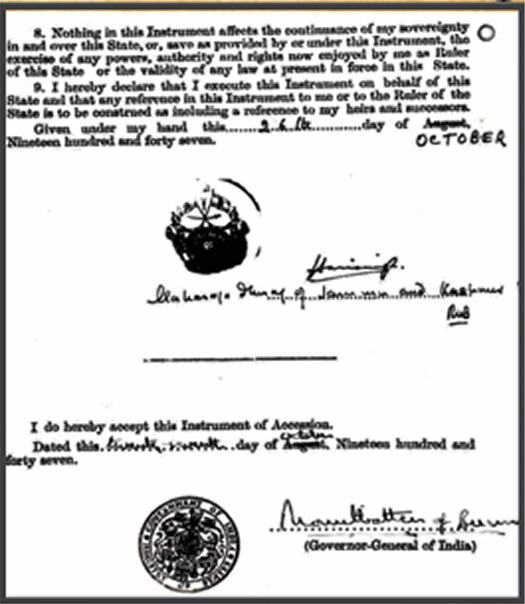 8. Nothing in this Instrument affects the continuance of my sovereignty
in and over this State, or, save as provided by or under this Instrument, the
exercise of any powers, authority and rights now enjoyed by me as Ruler
of this State or the validity of any law at present in force in this State.
9. I hereby declare that I execute this Instrument on behalf of this
State and that any reference in this Instrument to me or to the Ruler of the
State is to be construed as including a reference to my heirs and successors.
Given under my hand this.......26th.......day of August,
OCTOBER
Nineteen hundred and forty seven.
Harisingh.
Maharaja Dhiraj of Jammu and Kashmir
I do hereby accept this Instrument of Accession.
October
Dated this twenty seventh day of August, Nineteen hundred and
forty seven.
Mountbatten of Burma
(Governor-General of India)